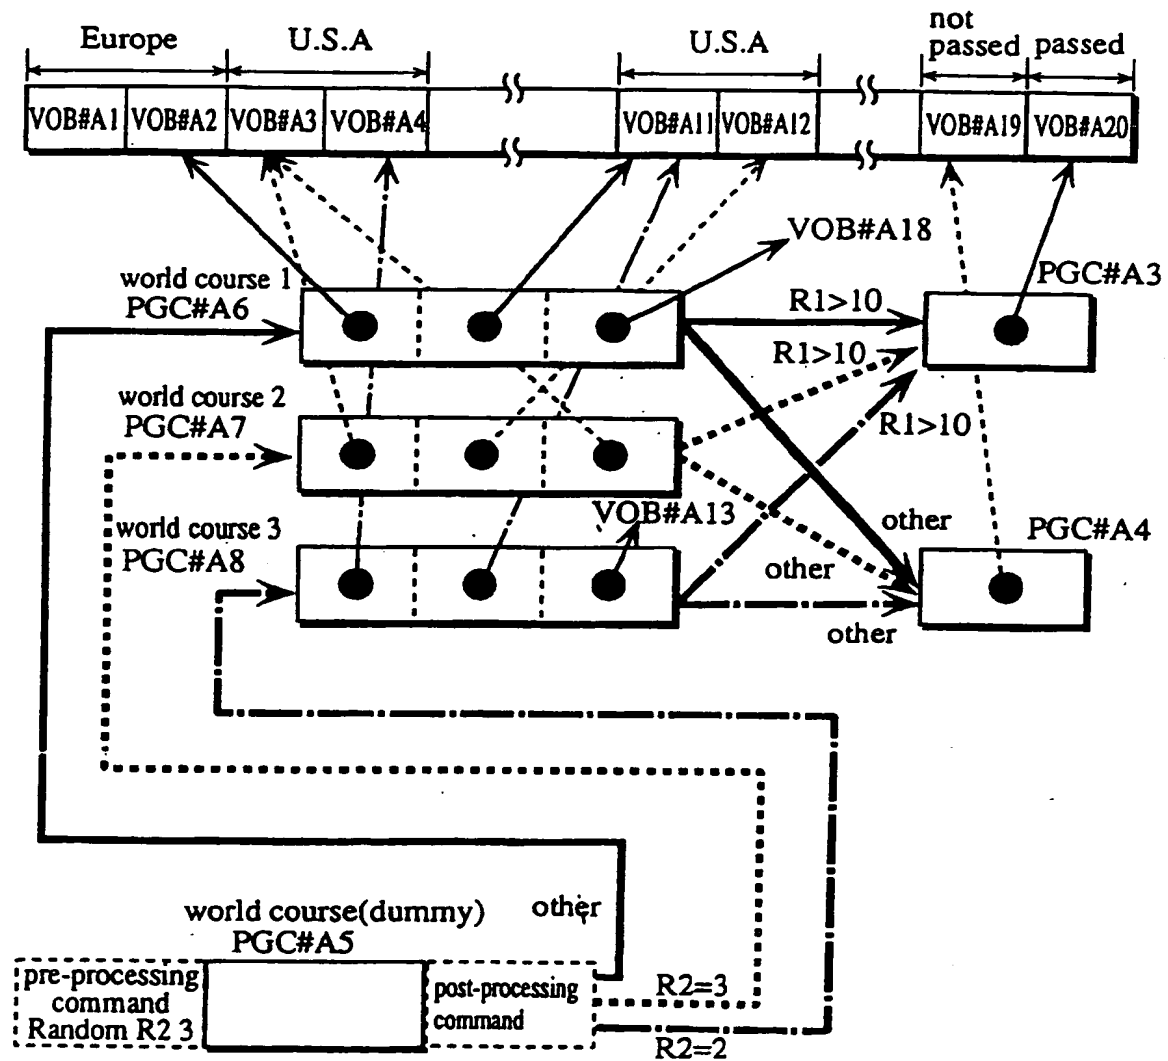 Europe
U.S.A
U.S.A
not
passed
passed
VOB#A1
VOB#A2
VOB#A3
VOB#A4
VOB#A11
VOB#A12
VOB#A19
VOB#A20
VOB#A18
world course 1
PGC#A6
R1>10
PGC#A3
R1>10
world course 2
PGC#A7
R1>10
VOB#A13
world course 3
PGC#A8
other
PGC#A4
other
other
world course(dummy)
PGC#A5
other
pre-processing
command
Random R2 3
post-processing
command
R2=3
R2=2